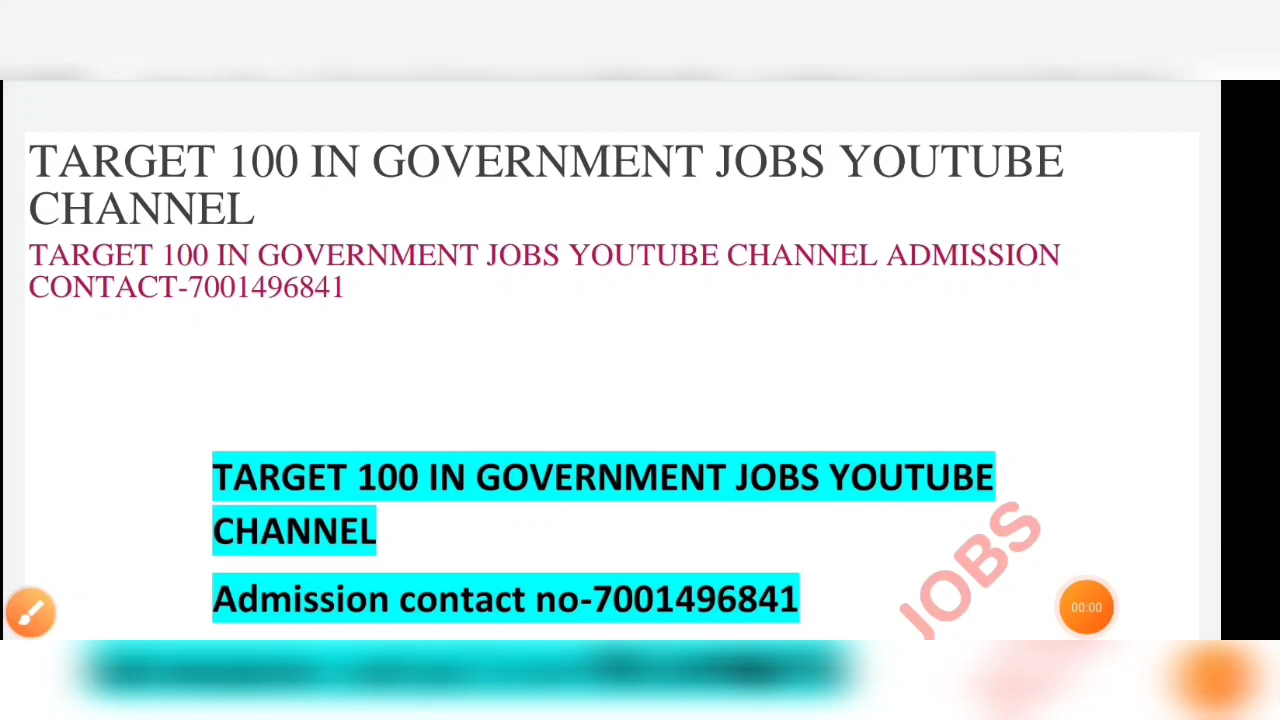 TARGET 100 IN GOVERNMENT JOBS YOUTUBE
CHANNEL
TARGET 100 IN GOVERNMENT JOBS YOUTUBE CHANNEL ADMISSION
CONTACT-7001496841
TARGET 100 IN GOVERNMENT JOBS YOUTUBE
CHANNEL
Admission contact no-7001496841
JOBS
00:00